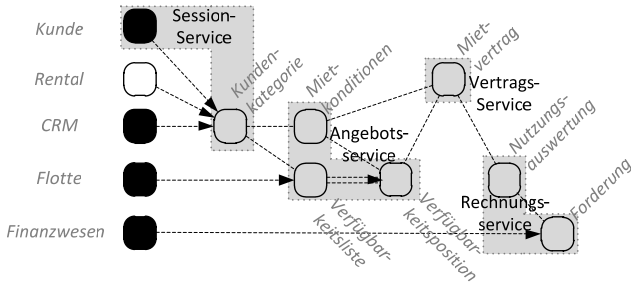 Kunde
Session-
Service
Rental
Kunden-
kategorie
Miet-
konditionen
Miet-
vertrag
Vertrags-
Service
CRM
Angebots-
service
Nutzungs-
auswertung
Flotte
Verfügbar-
keitsliste
Verfügbar-
keitsposition
Rechnungs-
service
Forderung
Finanzwesen